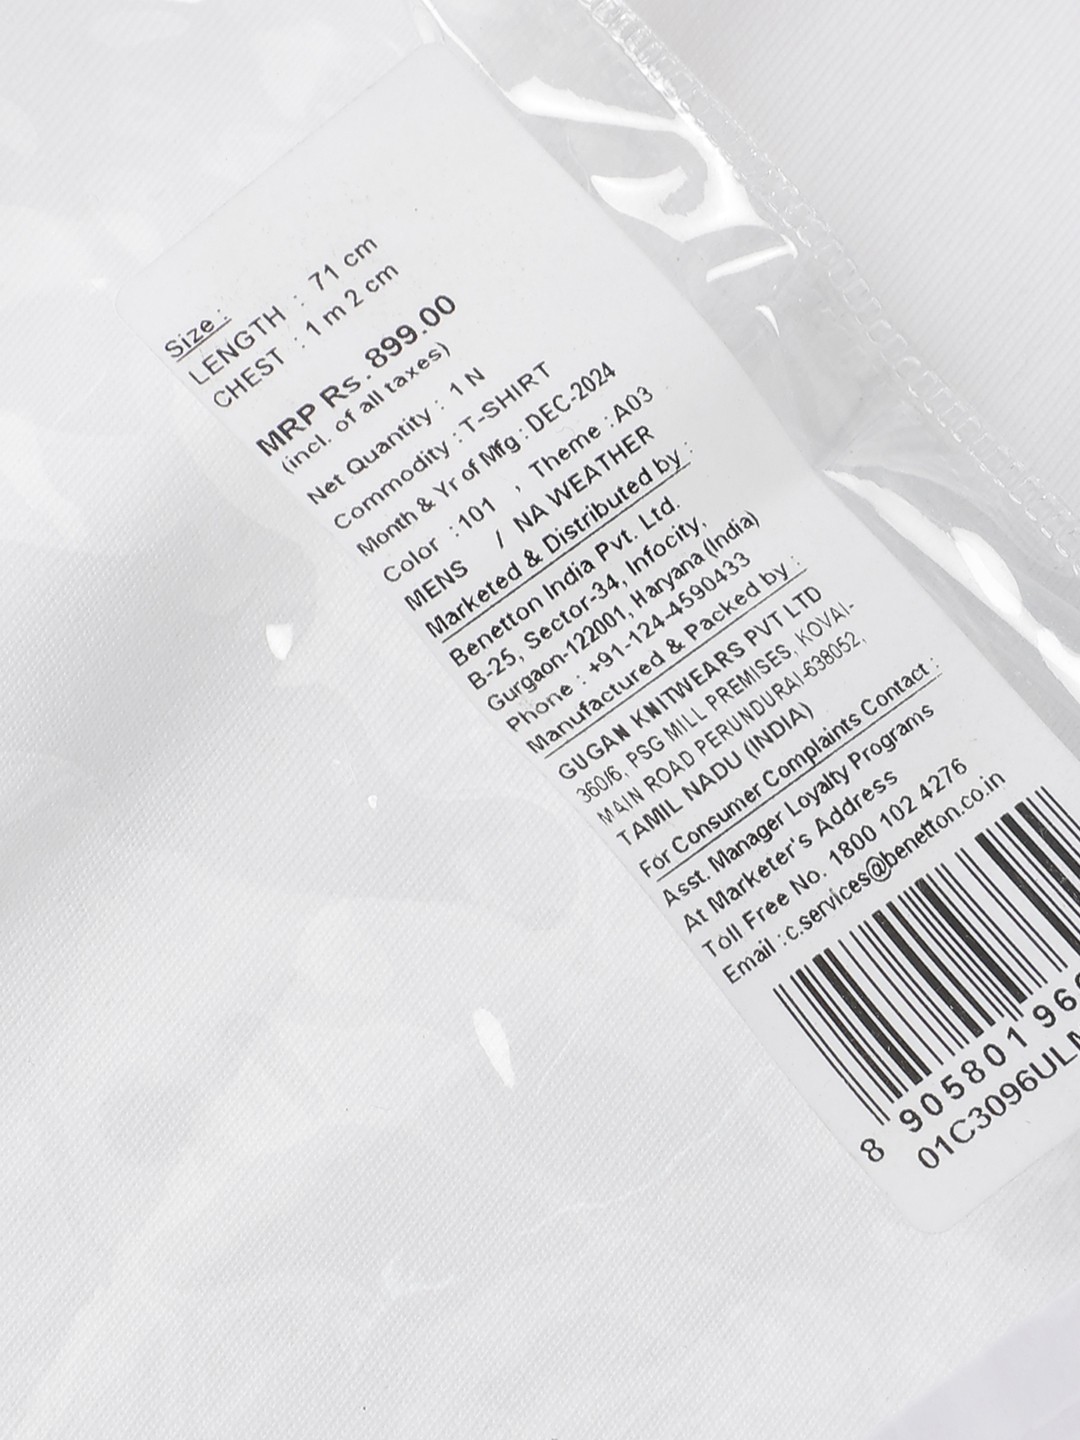 Size :
LENGTH : 71 cm
CHEST : 1 m 2 cm
MRP Rs. 899.00
(incl. of all taxes)
Net Quantity : 1 N
Commodity : T-SHIRT
Month & Yr of Mfg : DEC-2024
Color : 101 , Theme : A03
MENS / NA WEATHER
Marketed & Distributed by :
Benetton India Pvt. Ltd.
B-25, Sector-34, Infocity,
Gurgaon-122001, Haryana (India)
Phone : +91-124-4590433
Manufactured & Packed by :
GUGAN KNITWEARS PVT LTD
360/6, PSG MILL PREMISES, KOVAI-
MAIN ROAD PERUNDURAI-638052,
TAMIL NADU (INDIA)
For Consumer Complaints Contact :
Asst. Manager Loyalty Programs
At Marketer's Address
Toll Free No. 1800 102 4276
Email : c.services@benetton.co.in
8 905801 96
01C3096UL